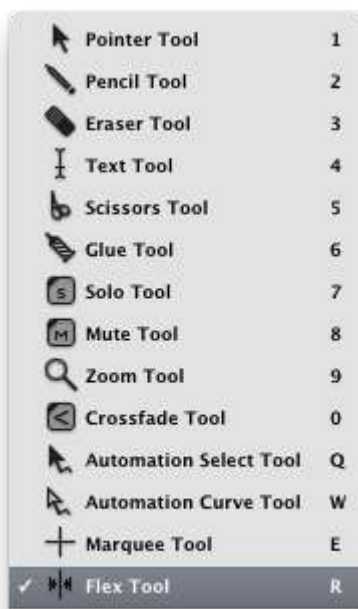 Pointer Tool 1
Pencil Tool 2
Eraser Tool 3
Text Tool 4
Scissors Tool 5
Glue Tool 6
S Solo Tool 7
M Mute Tool 8
Zoom Tool 9
Crossfade Tool 0
Automation Select Tool Q
Automation Curve Tool W
Marquee Tool E
Flex Tool R